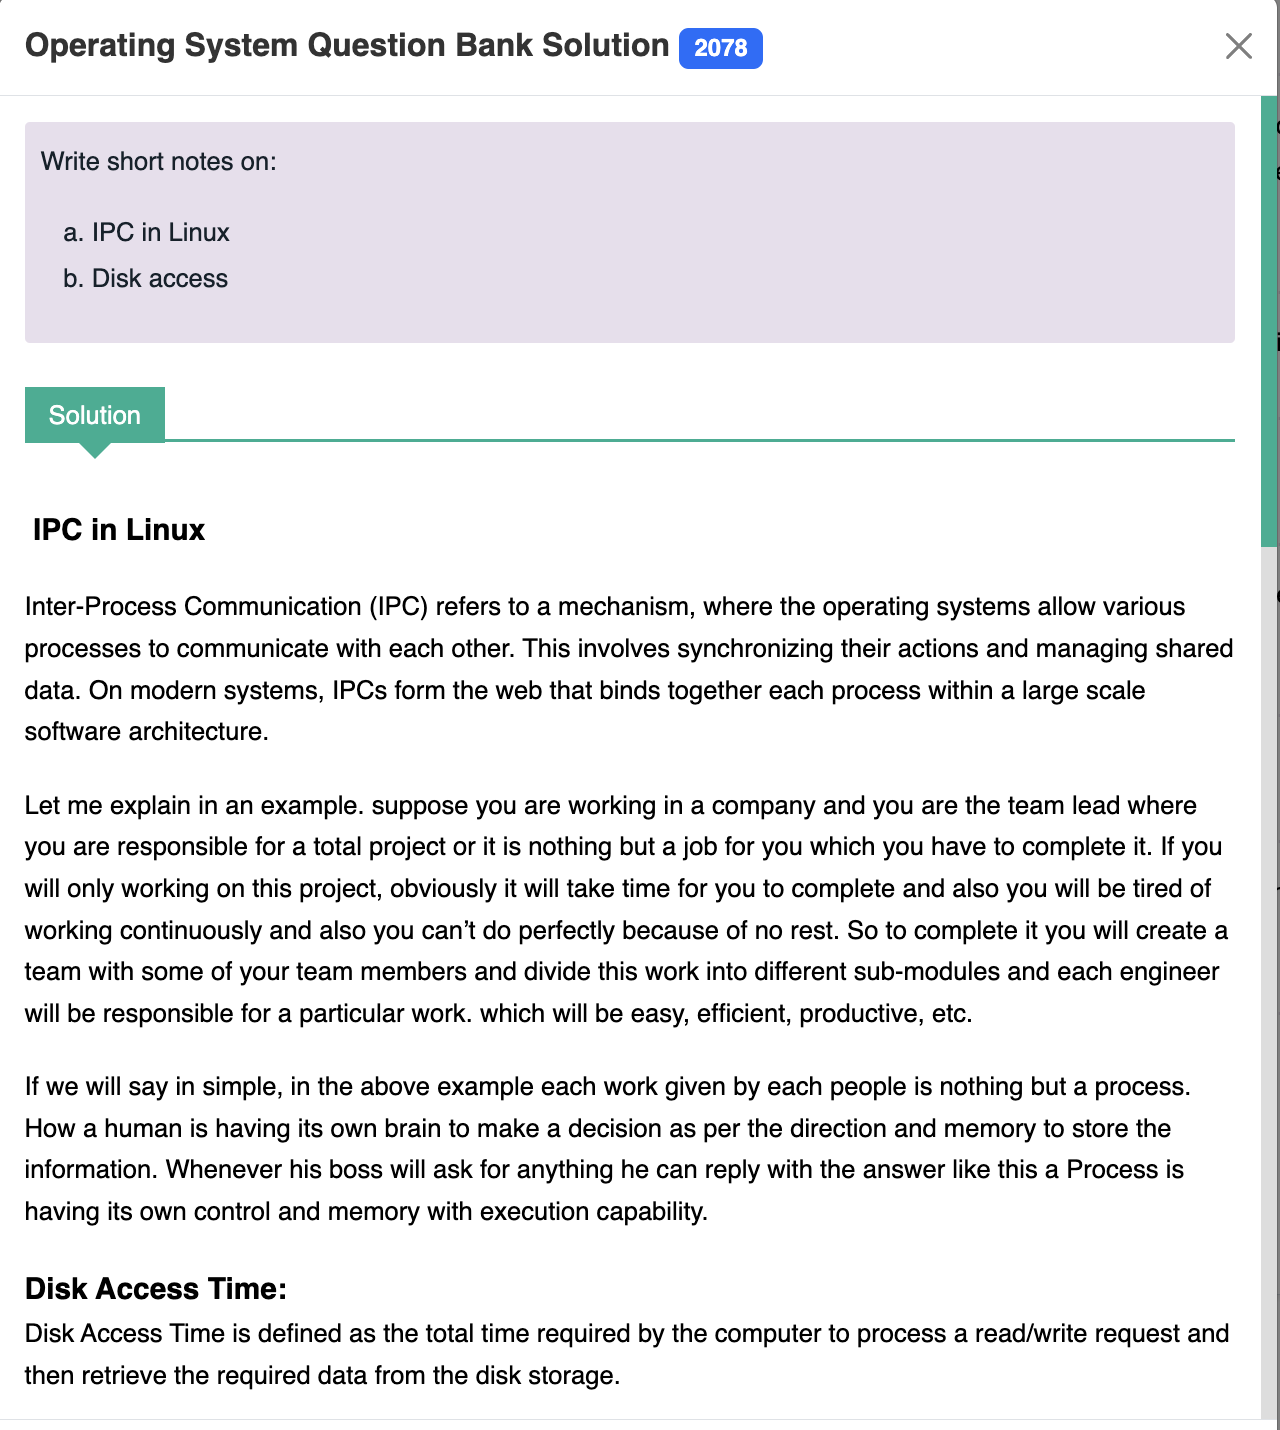 Operating System Question Bank Solution 2078
Write short notes on:
a. IPC in Linux
b. Disk access
Solution
IPC in Linux
Inter-Process Communication (IPC) refers to a mechanism, where the operating systems allow various
processes to communicate with each other. This involves synchronizing their actions and managing shared
data. On modern systems, IPCs form the web that binds together each process within a large scale
software architecture.
Let me explain in an example. suppose you are working in a company and you are the team lead where
you are responsible for a total project or it is nothing but a job for you which you have to complete it. If you
will only working on this project, obviously it will take time for you to complete and also you will be tired of
working continuously and also you can’t do perfectly because of no rest. So to complete it you will create a
team with some of your team members and divide this work into different sub-modules and each engineer
will be responsible for a particular work. which will be easy, efficient, productive, etc.
If we will say in simple, in the above example each work given by each people is nothing but a process.
How a human is having its own brain to make a decision as per the direction and memory to store the
information. Whenever his boss will ask for anything he can reply with the answer like this a Process is
having its own control and memory with execution capability.
Disk Access Time:
Disk Access Time is defined as the total time required by the computer to process a read/write request and
then retrieve the required data from the disk storage.